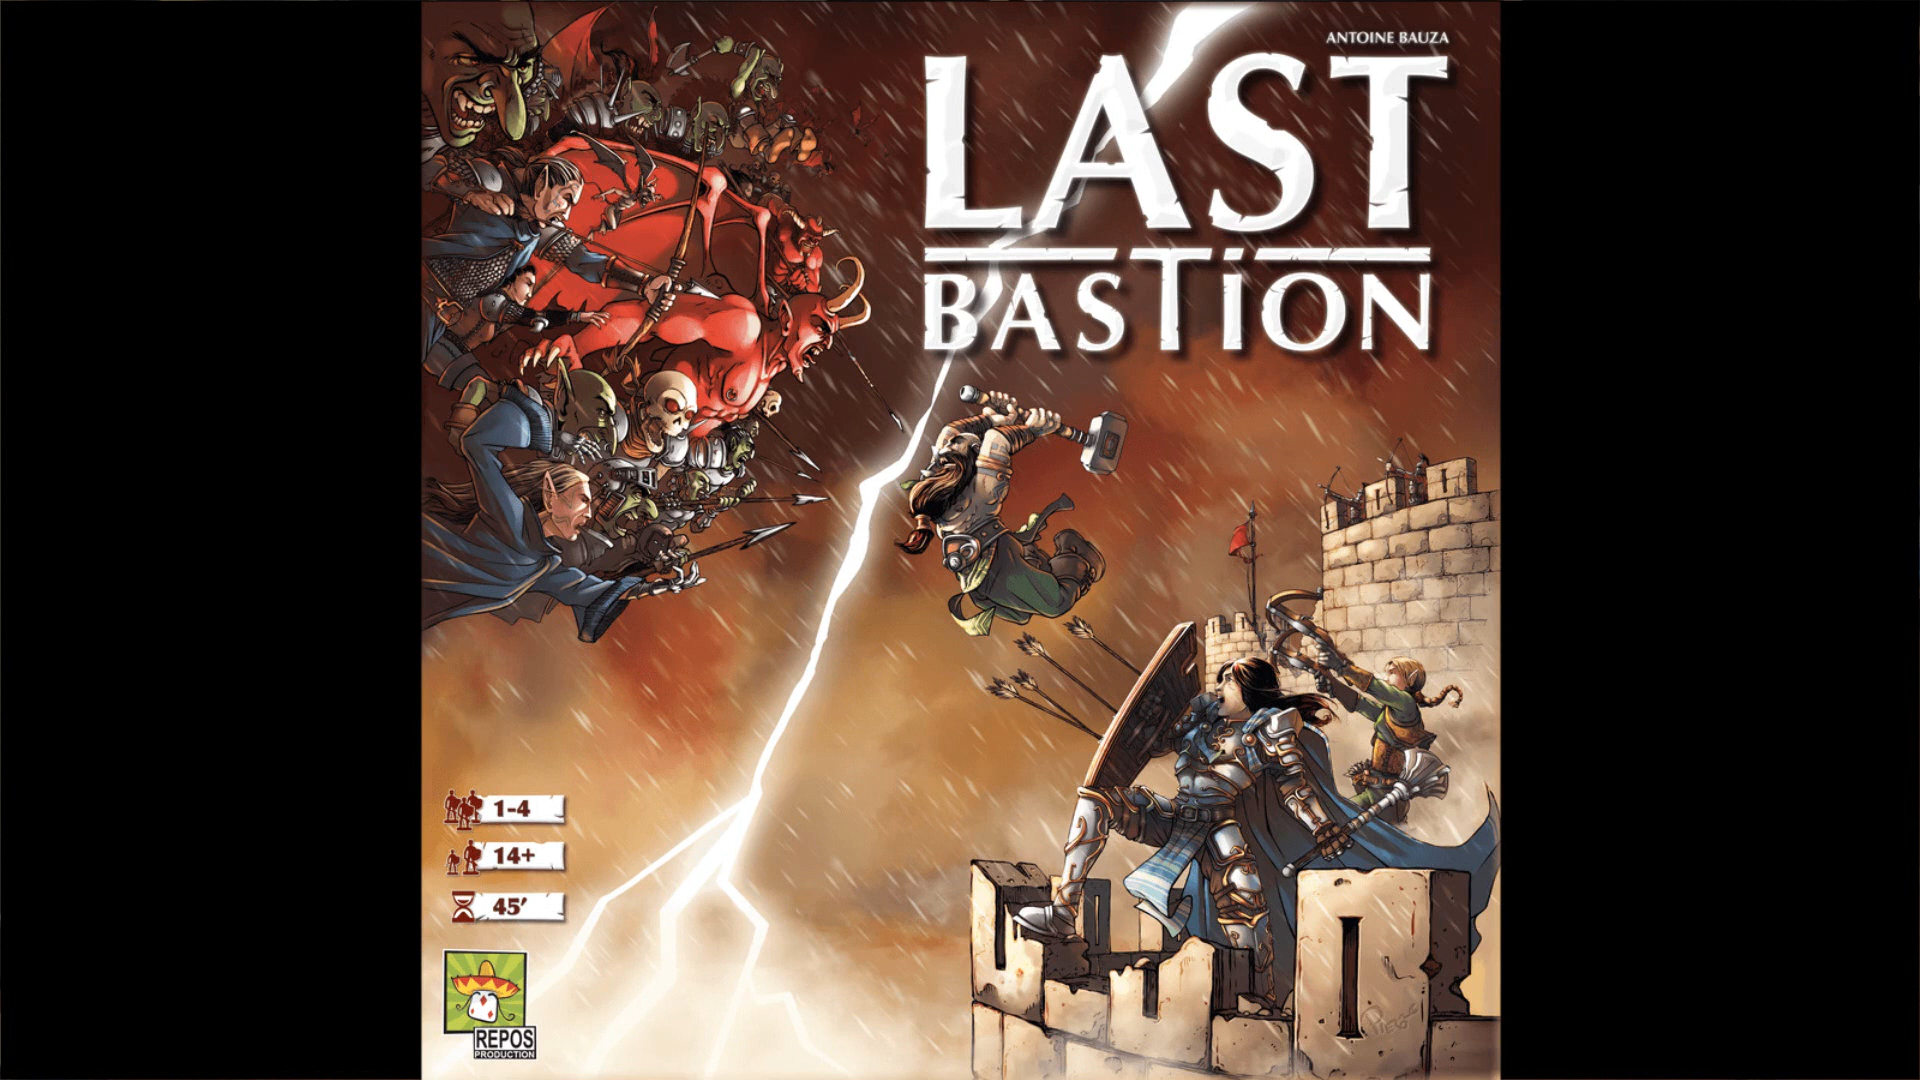 ANTOINE BAUZA
LAST
BASTION
1-4
14+
45'
REPOS
PRODUCTION